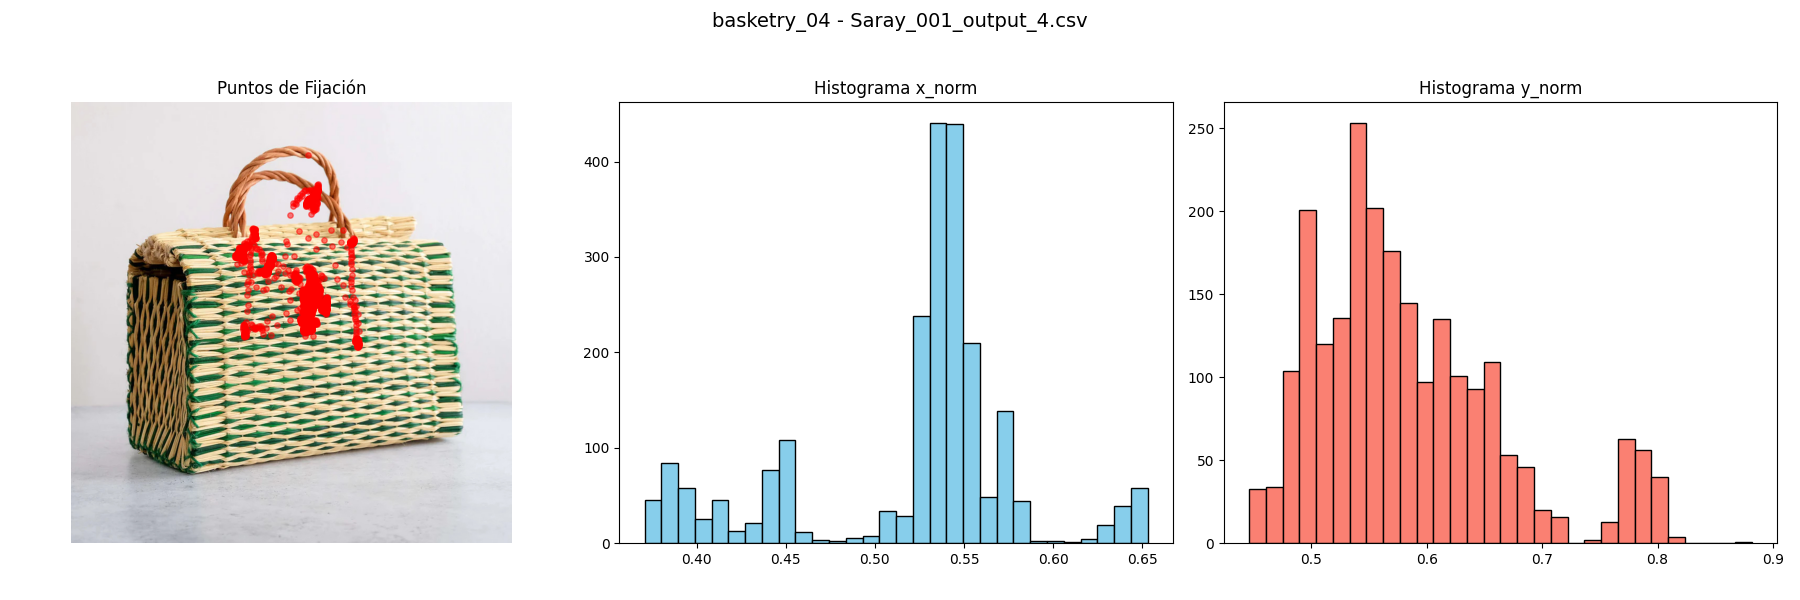 basketry_04 - Saray_001_output_4.csv
Puntos de Fijación
Histograma x_norm
400
300
200
100
0
0.40 0.45 0.50 0.55 0.60 0.65
Histograma y_norm
250
200
150
100
50
0
0.5 0.6 0.7 0.8 0.9